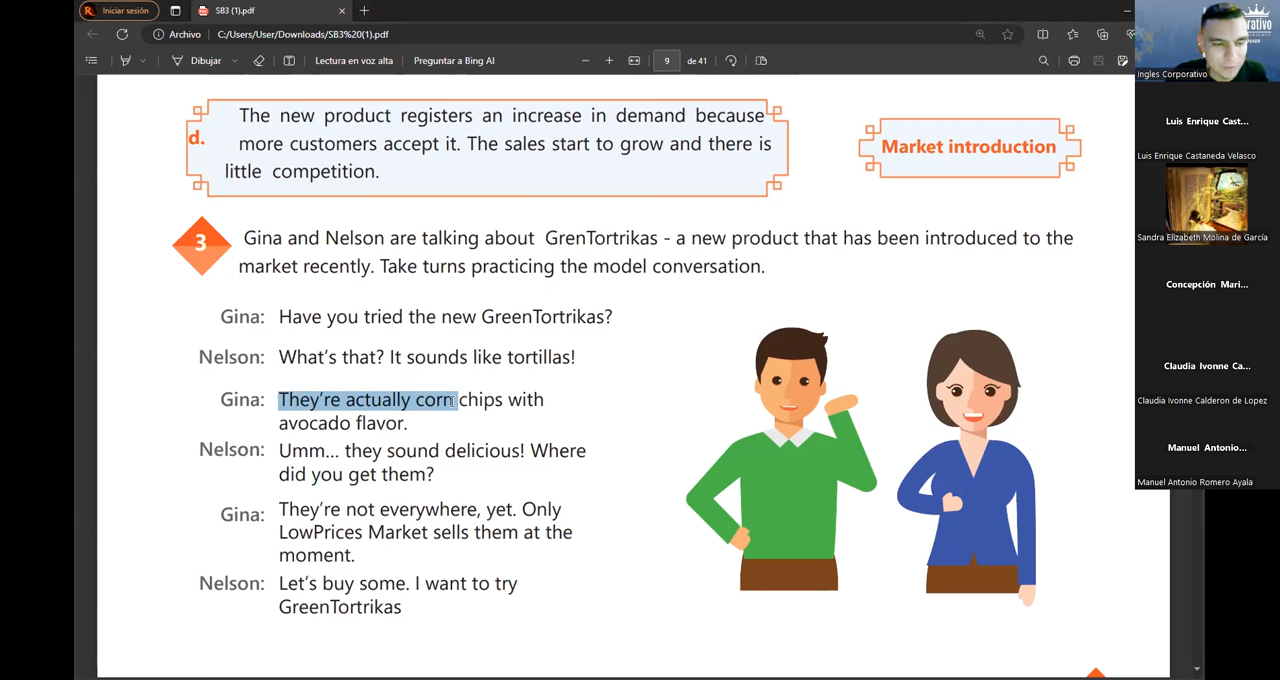 Iniciar sesión
SB3 (1).pdf
Archivo
C:/Users/User/Downloads/SB3%20(1).pdf
Dibujar
Lectura en voz alta
Preguntar a Bing AI
9
de 41
Ingles Corporativo
Luis Enrique Cast...
Luis Enrique Castaneda Velasco
Sandra Elizabeth Molina de García
Concepción Mari...
Claudia Ivonne Ca...
Claudia Ivonne Calderon de Lopez
Manuel Antonio...
Manuel Antonio Romero Ayala
d.
The new product registers an increase in demand because
more customers accept it. The sales start to grow and there is
little competition.
Market introduction
3
Gina and Nelson are talking about GrenTortrikas - a new product that has been introduced to the
market recently. Take turns practicing the model conversation.
Gina: Have you tried the new GreenTortrikas?
Nelson: What's that? It sounds like tortillas!
Gina: They're actually corn chips with
avocado flavor.
Nelson: Umm... they sound delicious! Where
did you get them?
Gina: They're not everywhere, yet. Only
LowPrices Market sells them at the
moment.
Nelson: Let's buy some. I want to try
GreenTortrikas